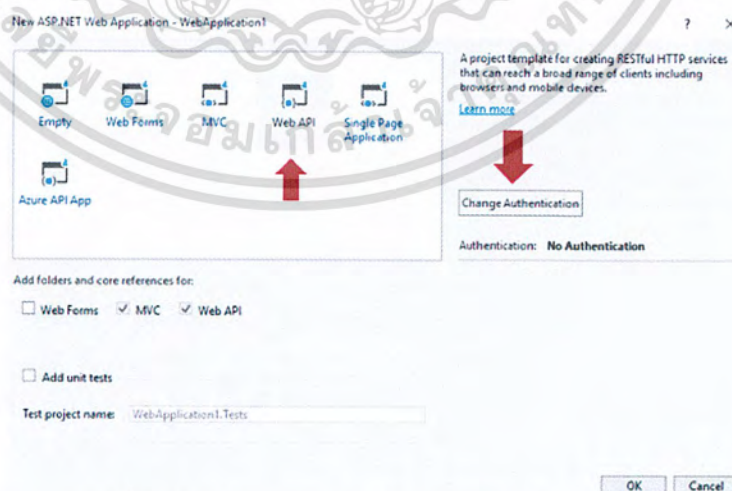 New ASP.NET Web Application - WebApplication1
? ×
Empty
Web Forms
MVC
Web API
Single Page
Application
Azure API App
A project template for creating RESTful HTTP services
that can reach a broad range of clients including
browsers and mobile devices.
Learn more
Change Authentication
Authentication: No Authentication
Add folders and core references for:
Web Forms MVC Web API
Add unit tests
Test project name: WebApplication1.Tests
OK Cancel